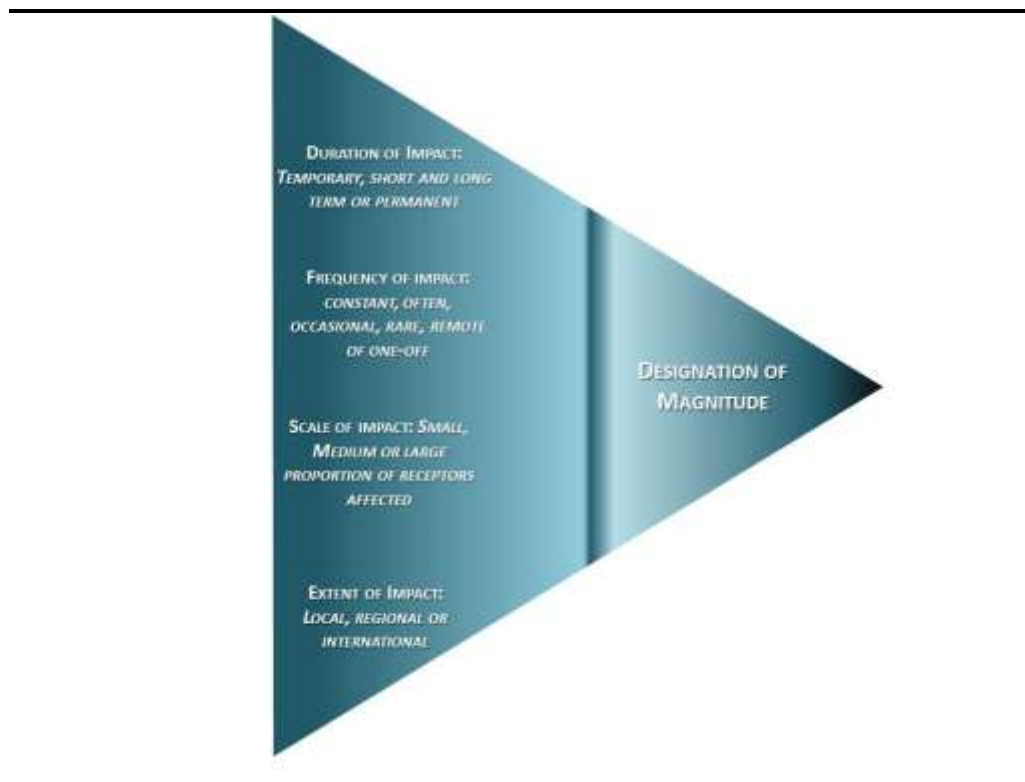 DURATION OF IMPACT:
TEMPORARY, SHORT AND LONG
TERM OR PERMANENT
FREQUENCY OF IMPACT:
CONSTANT, OFTEN,
OCCASIONAL, RARE, REMOTE
OF ONE-OFF
SCALE OF IMPACT: SMALL,
MEDIUM OR LARGE
PROPORTION OF RECEPTORS
AFFECTED
EXTENT OF IMPACT:
LOCAL, REGIONAL OR
INTERNATIONAL
DESIGNATION OF
MAGNITUDE